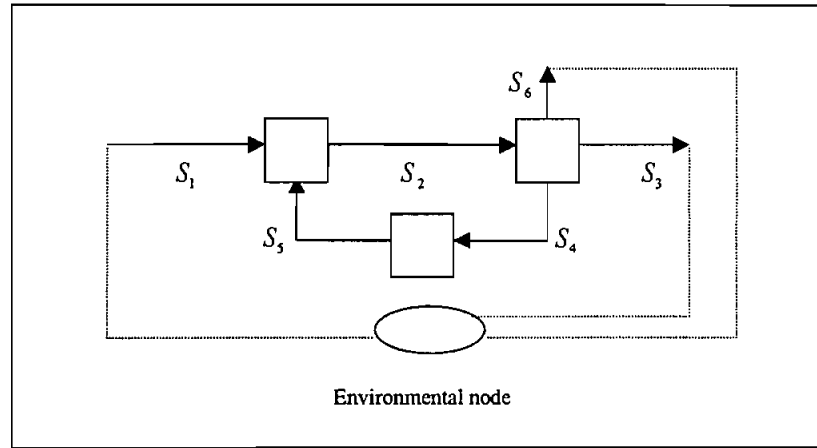 S₆
S₁ S₂ S₃
S₅ S₄
Environmental node